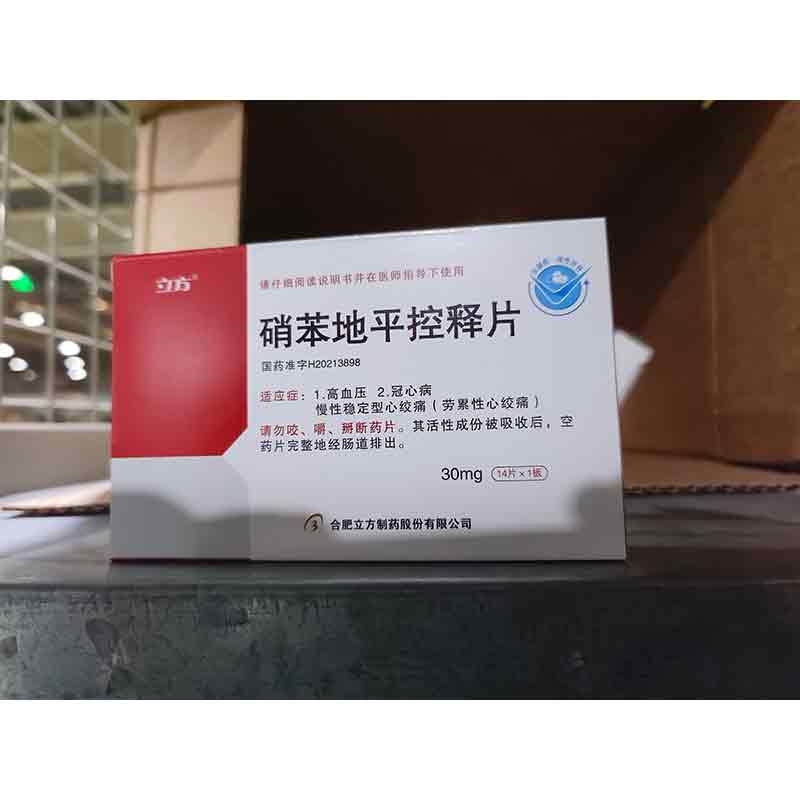 立方®
请仔细阅读说明书并在医师指导下使用
硝苯地平控释片
国药准字H20213698
适应症：1.高血压 2.冠心病
慢性稳定型心绞痛（劳累性心绞痛）
请勿咬、嚼、掰断药片。其活性成份被吸收后，空
药片完整地经肠道排出。
30mg 14片×1板
合肥立方制药股份有限公司